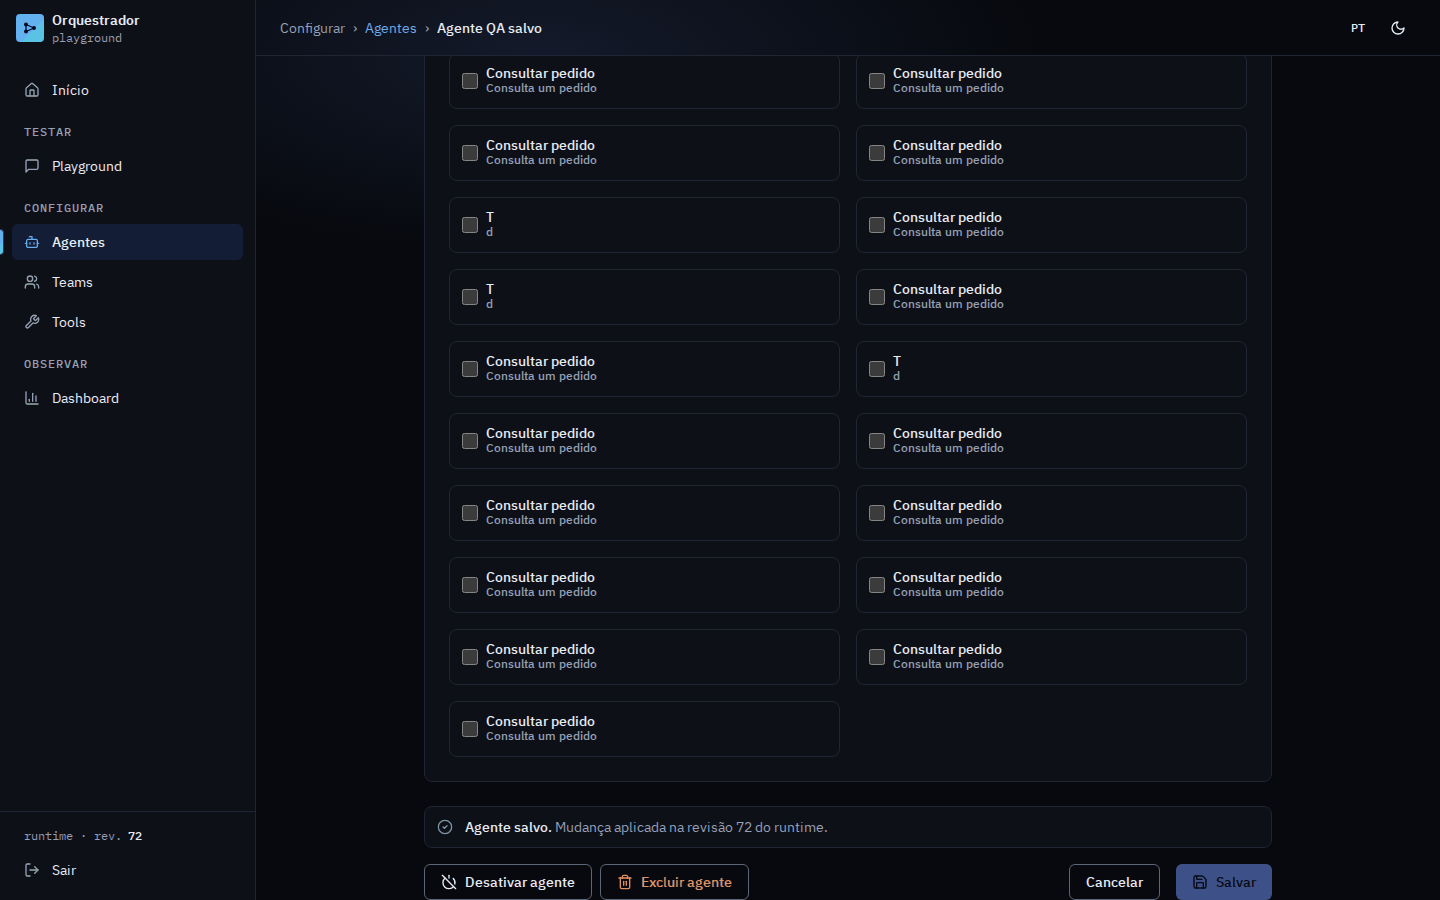 Orquestrador
playground
Início
TESTAR
Playground
CONFIGURAR
Agentes
Teams
Tools
OBSERVAR
Dashboard
runtime · rev. 72
Sair
Configurar › Agentes › Agente QA salvo
PT
Consultar pedido
Consulta um pedido
Consultar pedido
Consulta um pedido
Consultar pedido
Consulta um pedido
Consultar pedido
Consulta um pedido
T
d
Consultar pedido
Consulta um pedido
T
d
Consultar pedido
Consulta um pedido
Consultar pedido
Consulta um pedido
T
d
Consultar pedido
Consulta um pedido
Consultar pedido
Consulta um pedido
Consultar pedido
Consulta um pedido
Consultar pedido
Consulta um pedido
Consultar pedido
Consulta um pedido
Consultar pedido
Consulta um pedido
Consultar pedido
Consulta um pedido
Consultar pedido
Consulta um pedido
Consultar pedido
Consulta um pedido
Agente salvo. Mudança aplicada na revisão 72 do runtime.
Desativar agente
Excluir agente
Cancelar
Salvar